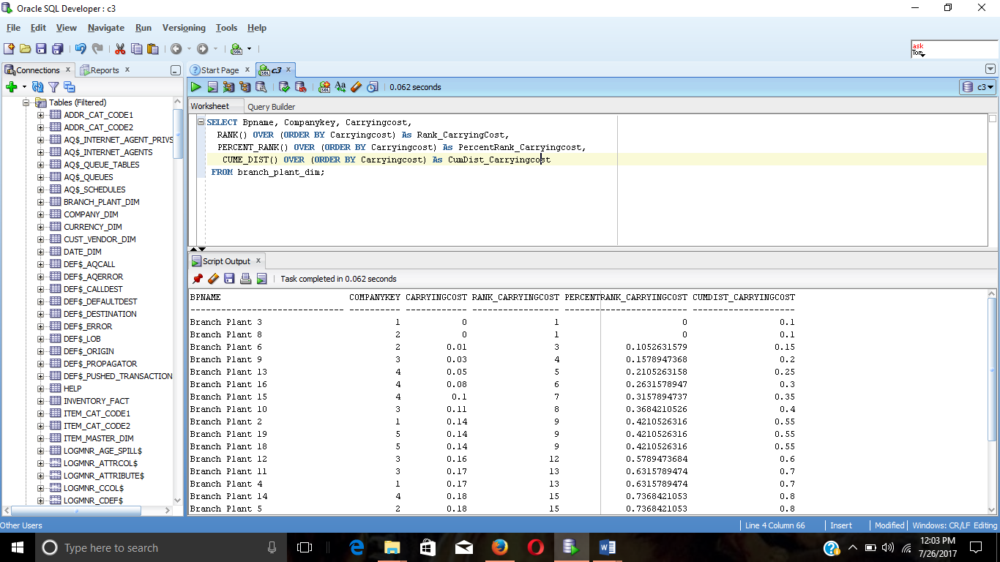 Oracle SQL Developer : c3
File Edit View Navigate Run Versioning Tools Help
ask
Tom
Connections x Reports x
Start Page x c3 x
0.062 seconds
c3
Worksheet Query Builder
SELECT Bpname, Companykey, Carryingcost,
RANK() OVER (ORDER BY Carryingcost) As Rank_CarryingCost,
PERCENT_RANK() OVER (ORDER BY Carryingcost) As PercentRank_Carryingcost,
CUME_DIST() OVER (ORDER BY Carryingcost) As CumDist_Carryingcost
FROM branch_plant_dim;
Tables (Filtered)
ADDR_CAT_CODE1
ADDR_CAT_CODE2
AQ$_INTERNET_AGENT_PRIVS
AQ$_INTERNET_AGENTS
AQ$_QUEUE_TABLES
AQ$_QUEUES
AQ$_SCHEDULES
BRANCH_PLANT_DIM
COMPANY_DIM
CURRENCY_DIM
CUST_VENDOR_DIM
DATE_DIM
DEF$_AQCALL
DEF$_AQERROR
DEF$_CALLDEST
DEF$_DEFAULTDEST
DEF$_DESTINATION
DEF$_ERROR
DEF$_LOB
DEF$_ORIGIN
DEF$_PROPAGATOR
DEF$_PUSHED_TRANSACTION
HELP
INVENTORY_FACT
ITEM_CAT_CODE1
ITEM_CAT_CODE2
ITEM_MASTER_DIM
LOGMNR_AGE_SPILL$
LOGMNR_ATTRCOL$
LOGMNR_ATTRIBUTE$
LOGMNR_CCOL$
LOGMNR_CDEF$
Script Output x
Task completed in 0.062 seconds
BPNAME COMPANYKEY CARRYINGCOST RANK_CARRYINGCOST PERCENTRANK_CARRYINGCOST CUMDIST_CARRYINGCOST
------------------------------ ---------- ------------ ----------------- ------------------------ --------------------
Branch Plant 3 1 0 1 0 0.1
Branch Plant 8 2 0 1 0 0.1
Branch Plant 6 2 0.01 3 0.1052631579 0.15
Branch Plant 9 3 0.03 4 0.1578947368 0.2
Branch Plant 13 4 0.05 5 0.2105263158 0.25
Branch Plant 16 4 0.08 6 0.2631578947 0.3
Branch Plant 15 4 0.1 7 0.3157894737 0.35
Branch Plant 10 3 0.11 8 0.3684210526 0.4
Branch Plant 2 1 0.14 9 0.4210526316 0.55
Branch Plant 19 5 0.14 9 0.4210526316 0.55
Branch Plant 18 5 0.14 9 0.4210526316 0.55
Branch Plant 12 3 0.16 12 0.5789473684 0.6
Branch Plant 11 3 0.17 13 0.6315789474 0.7
Branch Plant 4 1 0.17 13 0.6315789474 0.7
Branch Plant 14 4 0.18 15 0.7368421053 0.8
Branch Plant 5 2 0.18 15 0.7368421053 0.8
Other Users
Line 4 Column 66 Insert Modified Windows: CR/LF Editing
Type here to search
12:03 PM
7/26/2017